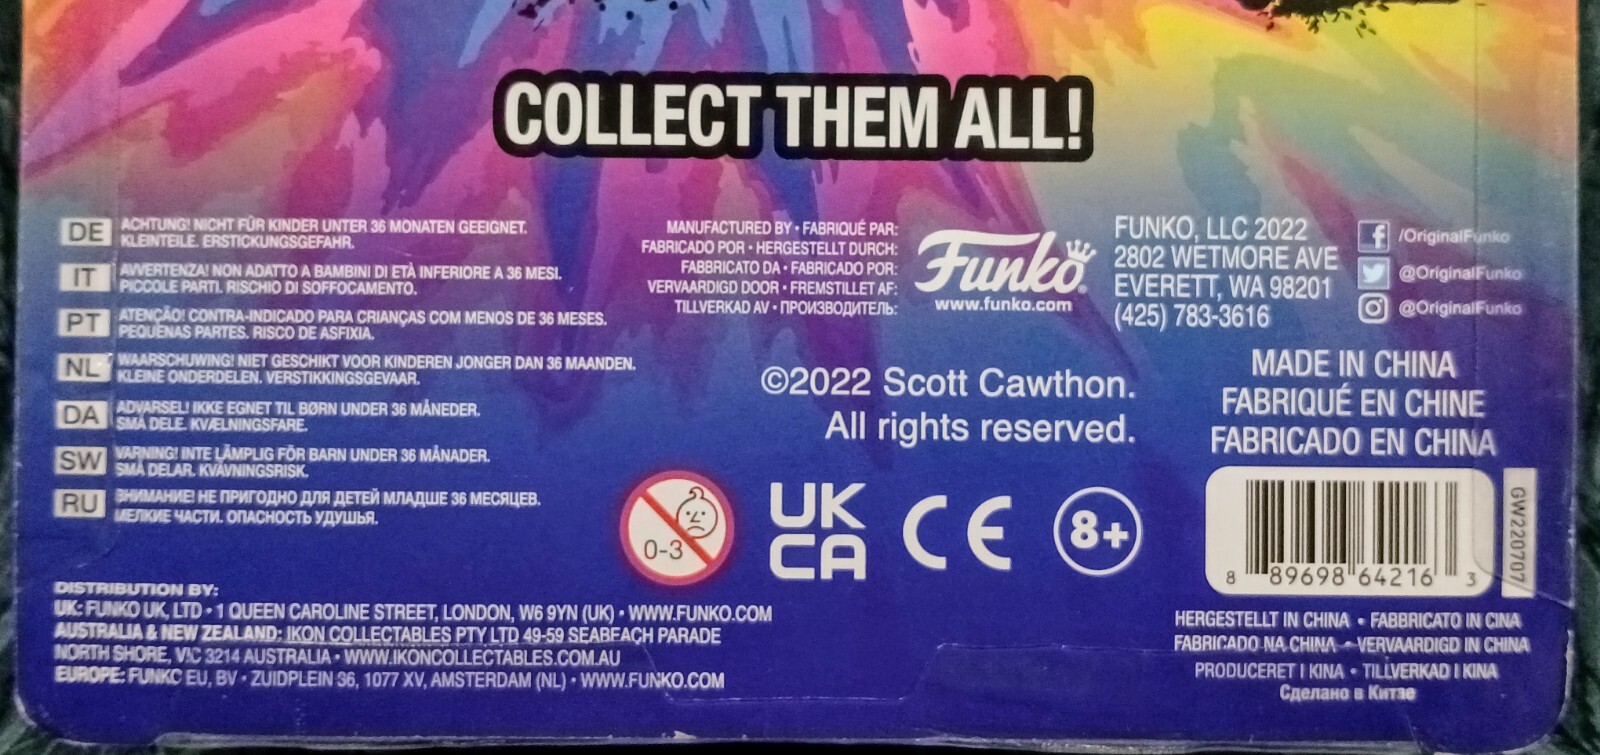 COLLECT THEM ALL!
DE ACHTUNG! NICHT FÜR KINDER UNTER 36 MONATEN GEEIGNET.
KLEINTEILE. ERSTICKUNGSGEFAHR.
IT AVVERTENZA! NON ADATTO A BAMBINI DI ETÀ INFERIORE A 36 MESI.
PICCOLE PARTI. RISCHIO DI SOFFOCAMENTO.
PT ATENÇÃO! CONTRA-INDICADO PARA CRIANÇAS COM MENOS DE 36 MESES.
PEQUENAS PARTES. RISCO DE ASFIXIA.
NL WAARSCHUWING! NIET GESCHIKT VOOR KINDEREN JONGER DAN 36 MAANDEN.
KLEINE ONDERDELEN. VERSTIKKINGSGEVAAR.
DA ADVARSEL! IKKE EGNET TIL BØRN UNDER 36 MÅNEDER.
SMÅ DELE. KVÆLNINGSFARE.
SW VARNING! INTE LÄMPLIG FÖR BARN UNDER 36 MÅNADER.
SMÅ DELAR. KVÄVNINGSRISK.
RU ВНИМАНИЕ! НЕ ПРИГОДНО ДЛЯ ДЕТЕЙ МЛАДШЕ 36 МЕСЯЦЕВ.
МЕЛКИЕ ЧАСТИ. ОПАСНОСТЬ УДУШЬЯ.
MANUFACTURED BY • FABRIQUÉ PAR:
FABRICADO POR • HERGESTELLT DURCH:
FABBRICATO DA • FABRICADO POR:
VERVAARDIGD DOOR • FREMSTILLET AF:
TILLVERKAD AV • ПРОИЗВОДИТЕЛЬ:
Funko®
www.funko.com
FUNKO, LLC 2022
2802 WETMORE AVE
EVERETT, WA 98201
(425) 783-3616
f /OriginalFunko
@OriginalFunko
@OriginalFunko
©2022 Scott Cawthon.
All rights reserved.
MADE IN CHINA
FABRIQUÉ EN CHINE
FABRICADO EN CHINA
0-3
UK
CA
CE
8+
8 89698 64216 3
GW220707
DISTRIBUTION BY:
UK: FUNKO UK, LTD • 1 QUEEN CAROLINE STREET, LONDON, W6 9YN (UK) • WWW.FUNKO.COM
AUSTRALIA & NEW ZEALAND: IKON COLLECTABLES PTY LTD 49-59 SEABEACH PARADE
NORTH SHORE, VIC 3214 AUSTRALIA • WWW.IKONCOLLECTABLES.COM.AU
EUROPE: FUNKO EU, BV • ZUIDPLEIN 36, 1077 XV, AMSTERDAM (NL) • WWW.FUNKO.COM
HERGESTELLT IN CHINA • FABBRICATO IN CINA
FABRICADO NA CHINA • VERVAARDIGD IN CHINA
PRODUCERET I KINA • TILLVERKAD I KINA
Сделано в Китае